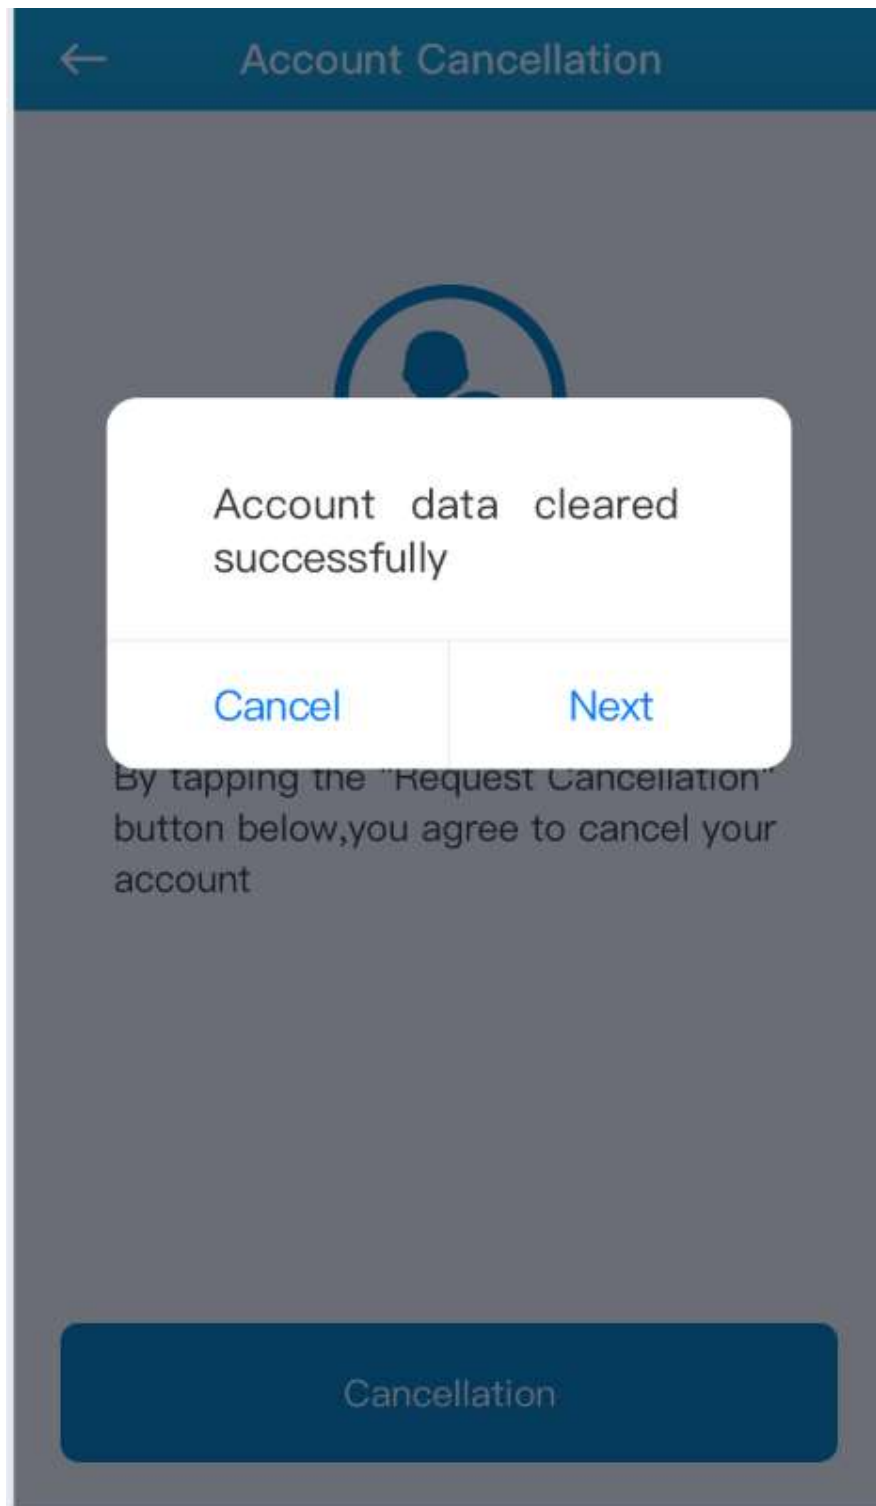 Account Cancellation
Account data cleared
successfully
Cancel Next
By tapping the "Request Cancellation"
button below,you agree to cancel your
account
Cancellation